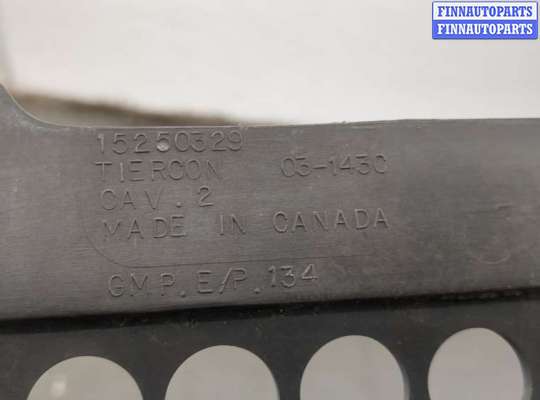 FINNAUTOPARTS
FINNAUTOPARTS
15250329
TIERCON 03-1430
CAV.2
MADE IN CANADA
GMP.E/P.134